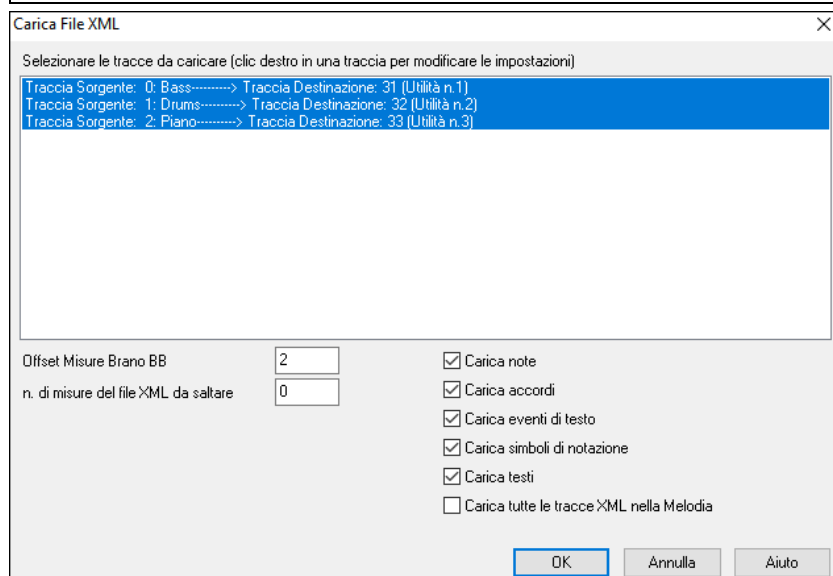 Carica File XML
Selezionare le tracce da caricare (clic destro in una traccia per modificare le impostazioni)
Traccia Sorgente:  0: Bass----------> Traccia Destinazione: 31 (Utilità n.1)
Traccia Sorgente:  1: Drums----------> Traccia Destinazione: 32 (Utilità n.2)
Traccia Sorgente:  2: Piano----------> Traccia Destinazione: 33 (Utilità n.3)
Offset Misure Brano BB 2
n. di misure del file XML da saltare 0
Carica note
Carica accordi
Carica eventi di testo
Carica simboli di notazione
Carica testi
Carica tutte le tracce XML nella Melodia
OK Annulla Aiuto